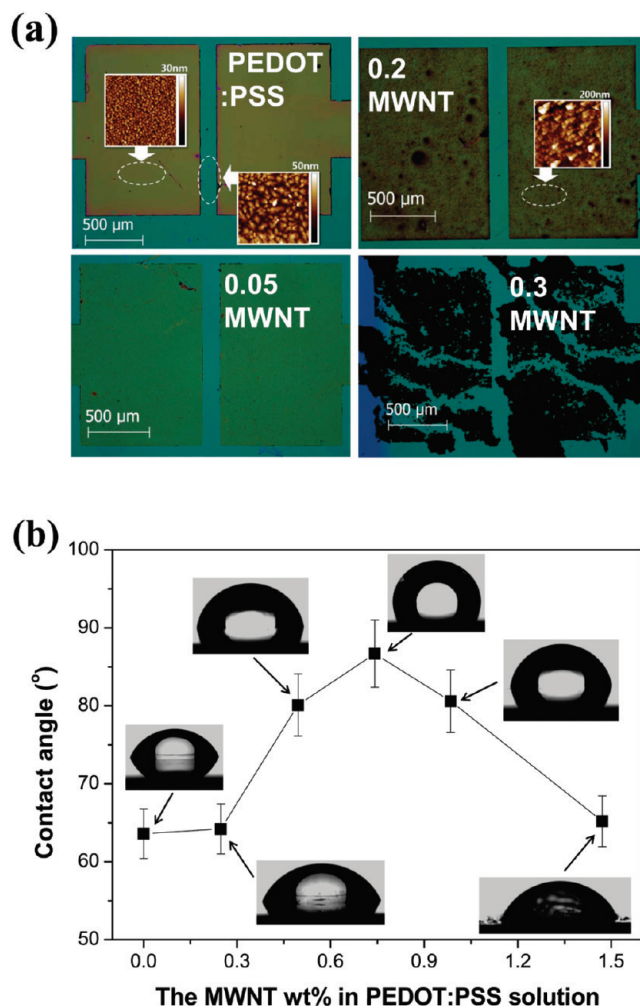 (a)
PEDOT
:PSS
30nm
50nm
500 µm
0.2
MWNT
200nm
500 µm
0.05
MWNT
500 µm
0.3
MWNT
500 µm
(b)
100
90
80
70
60
50
Contact angle (°)
0.0 0.3 0.6 0.9 1.2 1.5
The MWNT wt% in PEDOT:PSS solution